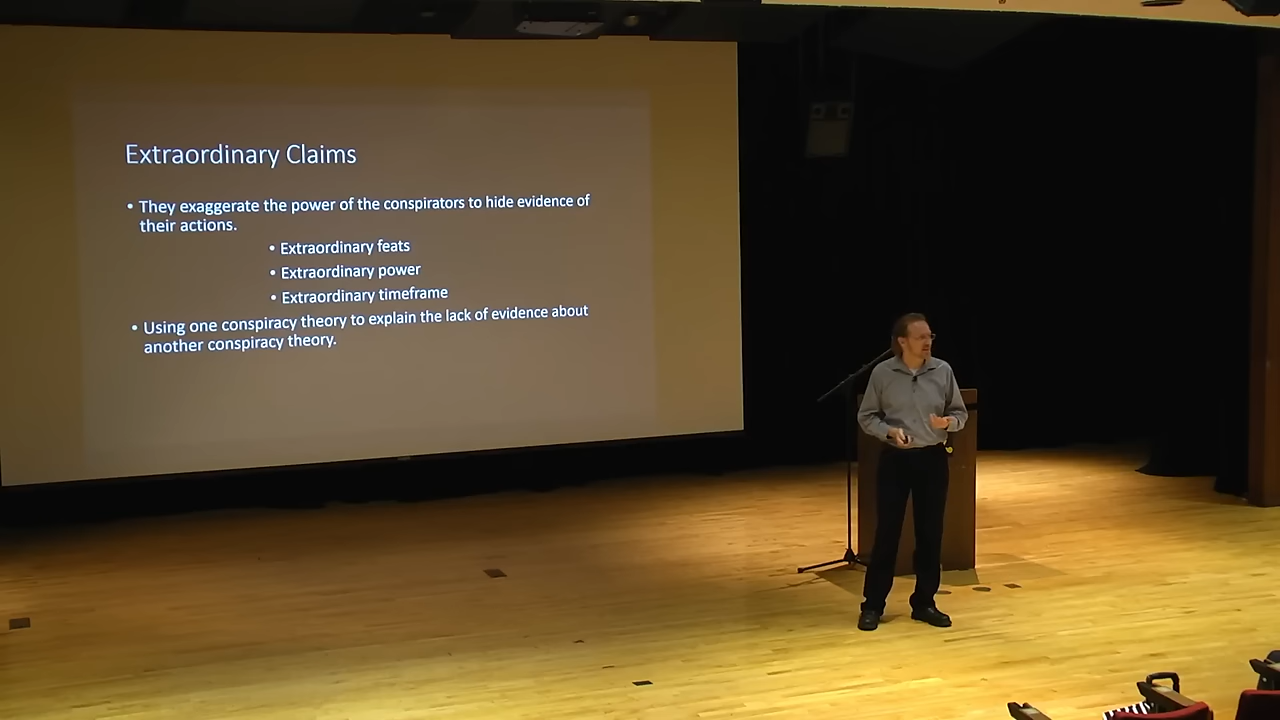 Extraordinary Claims
• They exaggerate the power of the conspirators to hide evidence of
their actions.
• Extraordinary feats
• Extraordinary power
• Extraordinary timeframe
• Using one conspiracy theory to explain the lack of evidence about
another conspiracy theory.